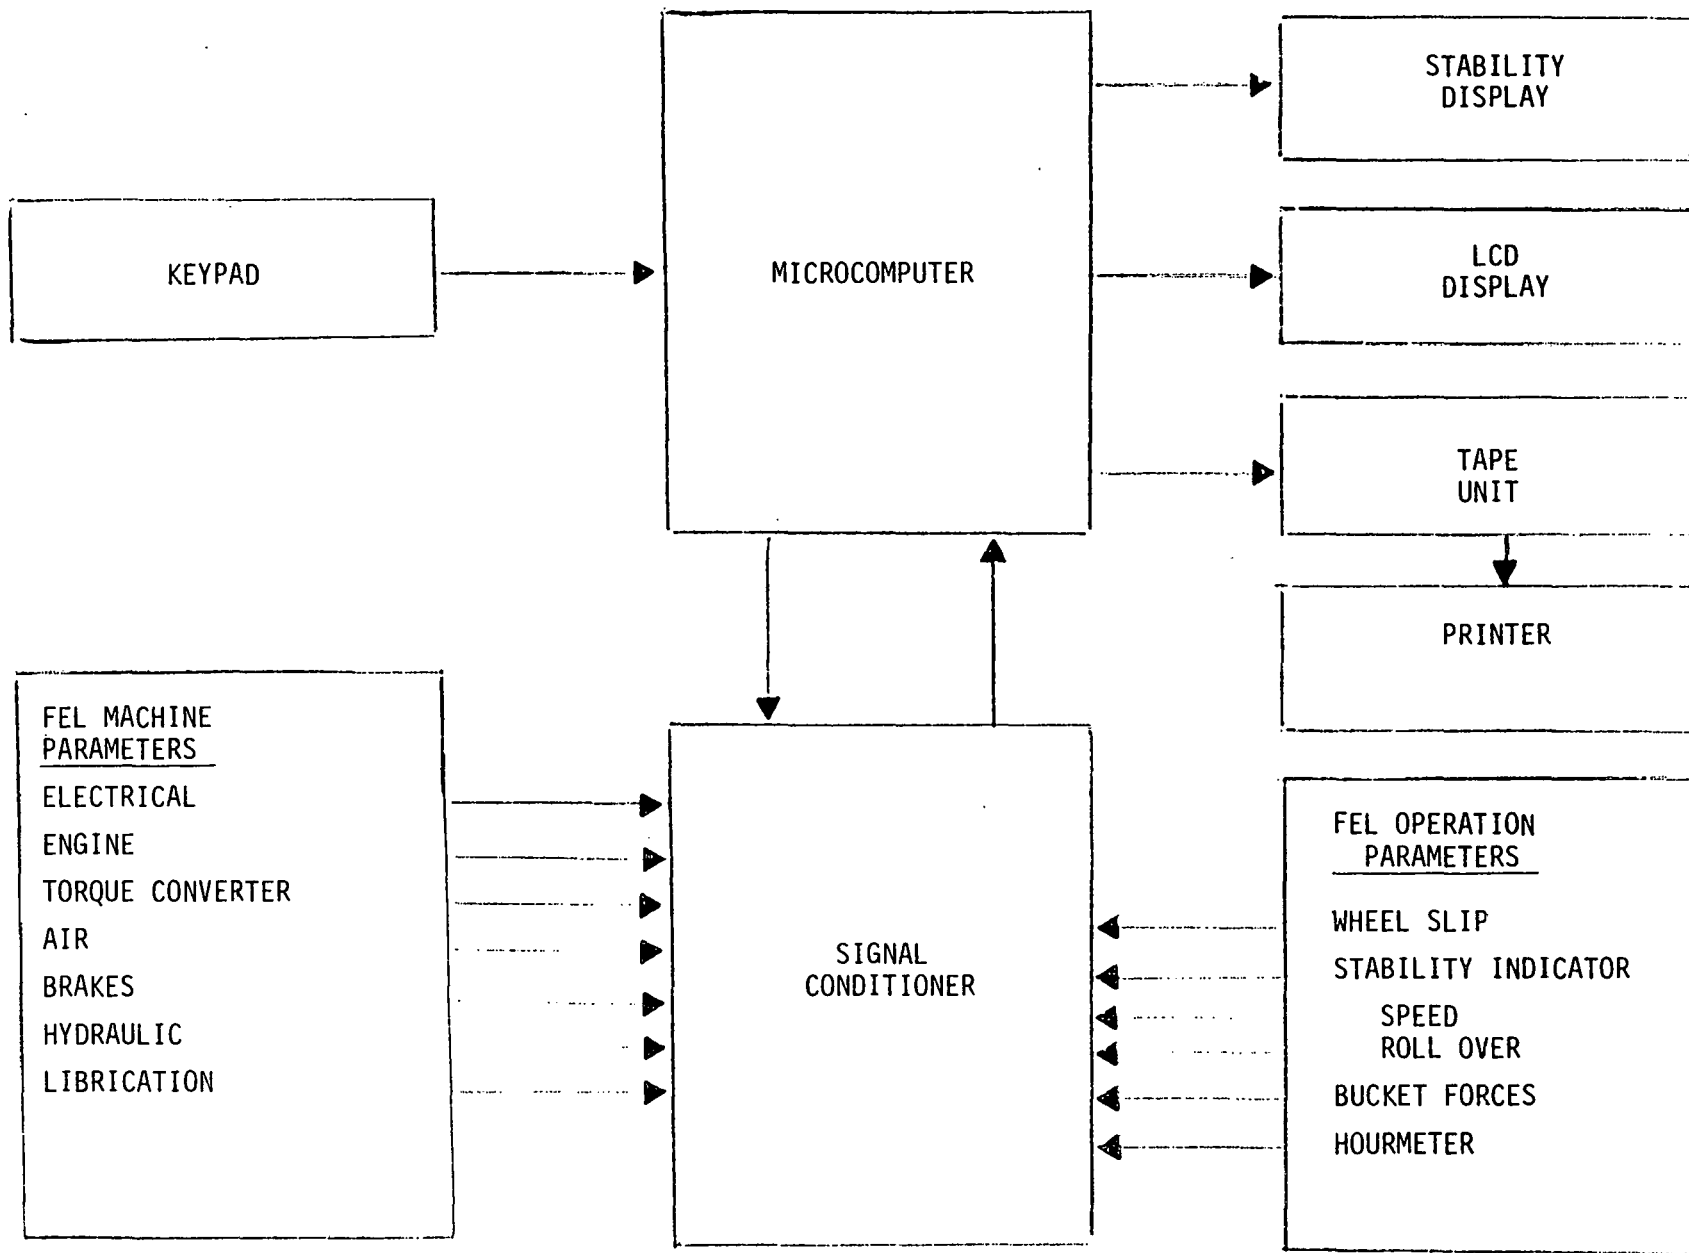 STABILITY
DISPLAY
KEYPAD
MICROCOMPUTER
LCD
DISPLAY
TAPE
UNIT
PRINTER
FEL MACHINE
PARAMETERS
ELECTRICAL
ENGINE
TORQUE CONVERTER
AIR
BRAKES
HYDRAULIC
LIBRICATION
SIGNAL
CONDITIONER
FEL OPERATION
PARAMETERS
WHEEL SLIP
STABILITY INDICATOR
SPEED
ROLL OVER
BUCKET FORCES
HOURMETER